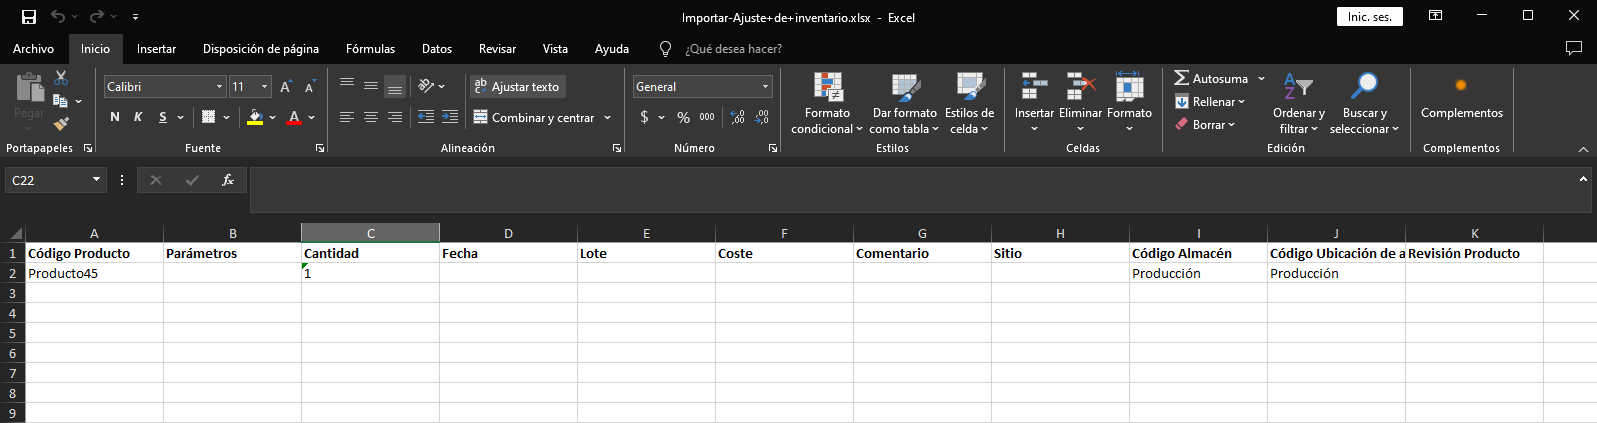 Importar-Ajuste+de+inventario.xlsx - Excel
Inic. ses.
Archivo Inicio Insertar Disposición de página Fórmulas Datos Revisar Vista Ayuda ¿Qué desea hacer?
Pegar
Portapapeles
Calibri 11 A A
N K S A
Fuente
ab Ajustar texto
Combinar y centrar
Alineación
General
$ % 000 ,00 ,00
Número
Formato condicional
Dar formato como tabla
Estilos de celda
Estilos
Insertar Eliminar Formato
Celdas
Autosuma
Rellenar
Borrar
Ordenar y filtrar
Buscar y seleccionar
Edición
Complementos
Complementos
C22 fx
A B C D E F G H I J K
1 Código Producto Parámetros Cantidad Fecha Lote Coste Comentario Sitio Código Almacén Código Ubicación de a Revisión Producto
2 Producto45 1 Producción Producción
3
4
5
6
7
8
9